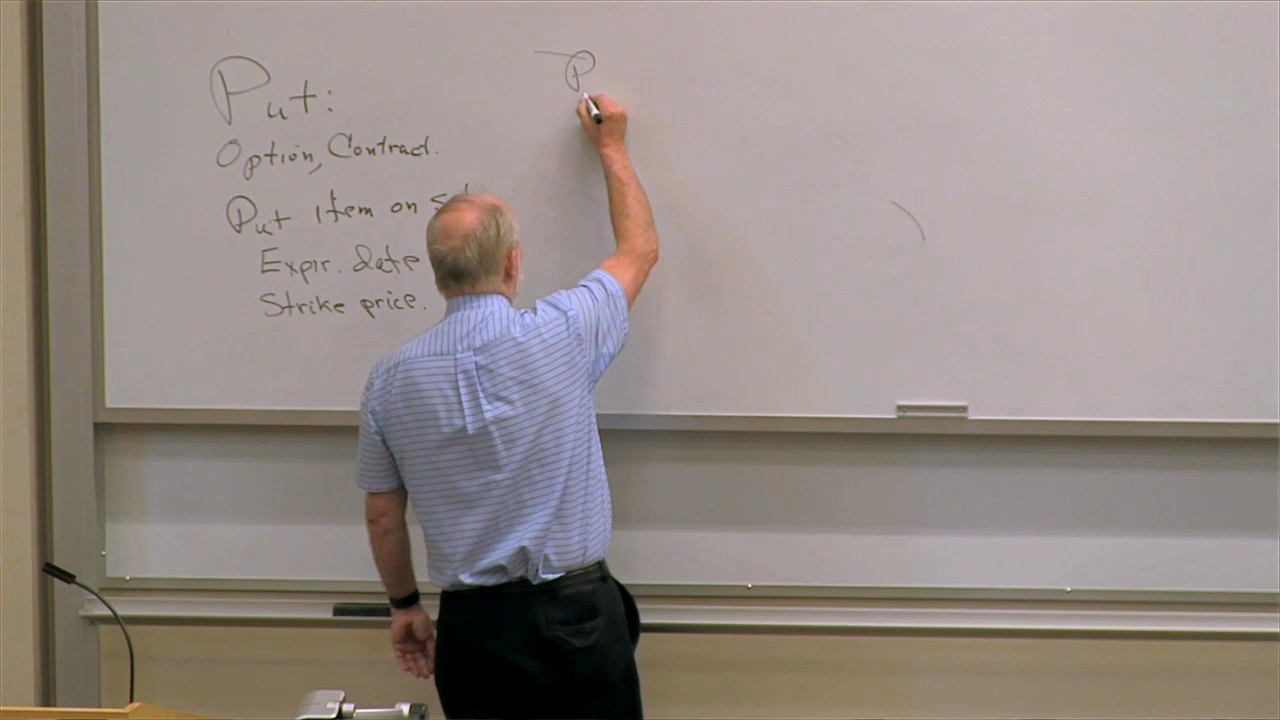 Put:
Option, Contract.
Put item on
Expir. date
Strike price.
P